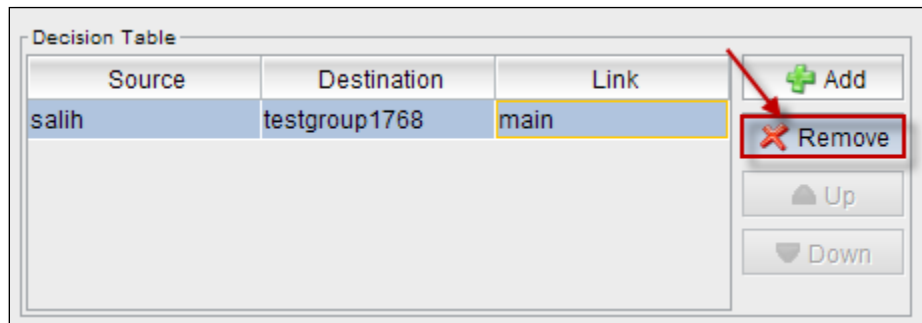 Decision Table
Source Destination Link
salih testgroup1768 main
Add
Remove
Up
Down